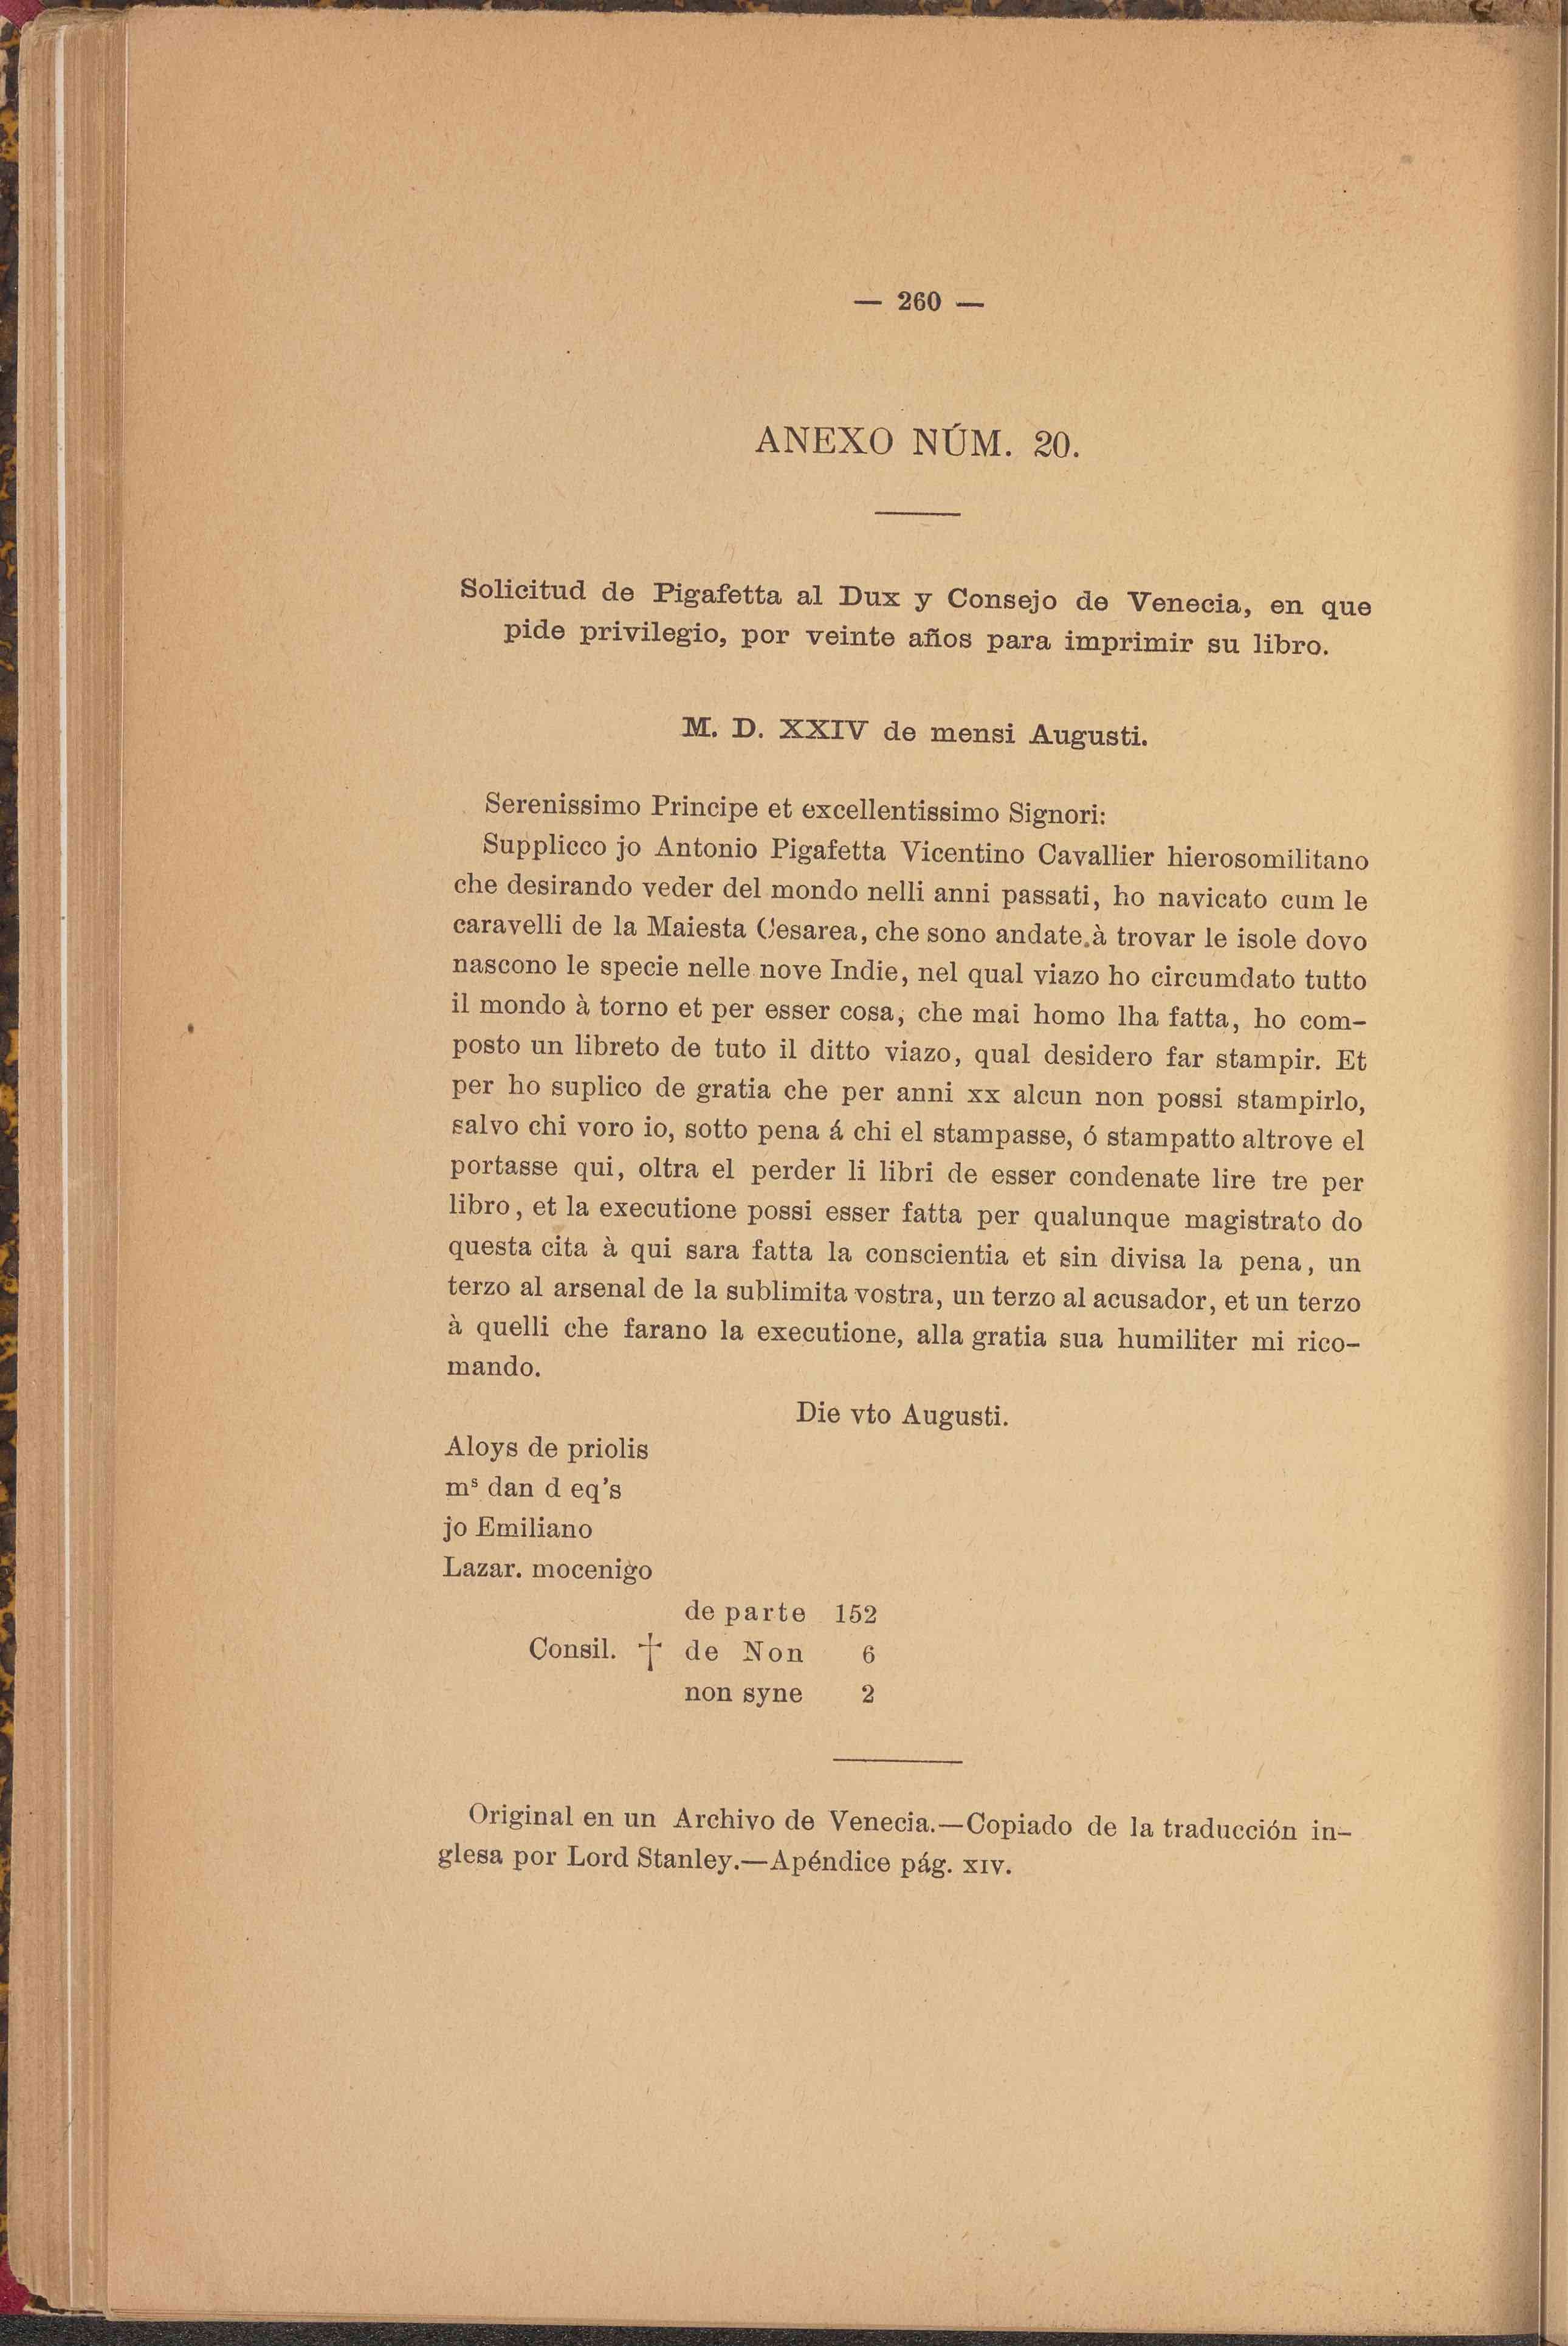 — 260 —
ANEXO NÚM. 20.
Solicitud de Pigafetta al Dux y Consejo de Venecia, en que
pide privilegio, por veinte años para imprimir su libro.
M. D. XXIV de mensi Augusti.
Serenissimo Principe et excellentissimo Signori:
Supplicco jo Antonio Pigafetta Vicentino Cavallier hierosomilitano
che desirando veder del mondo nelli anni passati, ho navicato cum le
caravelli de la Maiesta Cesarea, che sono andate à trovar le isole dovo
nascono le specie nelle nove Indie, nel qual viazo ho circumdato tutto
il mondo à torno et per esser cosa, che mai homo lha fatta, ho com-
posto un libreto de tuto il ditto viazo, qual desidero far stampir. Et
per ho suplico de gratia che per anni xx alcun non possi stampirlo,
salvo chi voro io, sotto pena á chi el stampasse, ó stampatto altrove el
portasse qui, oltra el perder li libri de esser condenate lire tre per
libro, et la executione possi esser fatta per qualunque magistrato do
questa cita à qui sara fatta la conscientia et sin divisa la pena, un
terzo al arsenal de la sublimita vostra, un terzo al acusador, et un terzo
à quelli che farano la executione, alla gratia sua humiliter mi rico-
mando.
Die vto Augusti.
Aloys de priolis
mˢ dan d eq's
jo Emiliano
Lazar. mocenigo
de parte 152
Consil. † de Non 6
non syne 2
Original en un Archivo de Venecia.—Copiado de la traducción in-
glesa por Lord Stanley.—Apéndice pág. XIV.